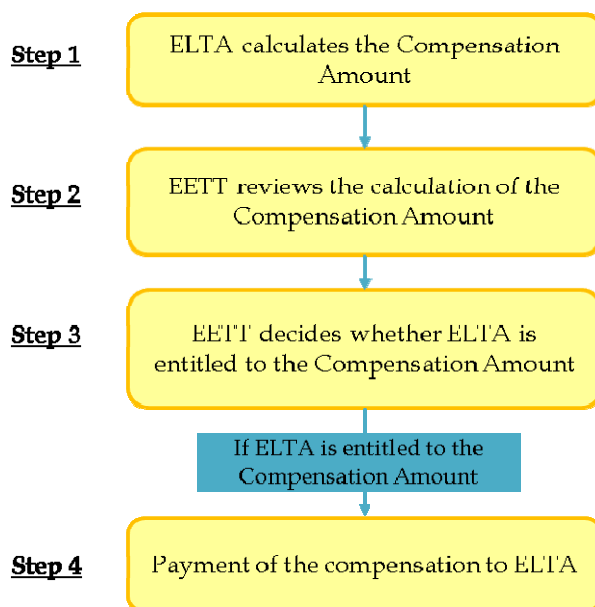 Step 1
ELTA calculates the Compensation
Amount
Step 2
EETT reviews the calculation of the
Compensation Amount
Step 3
EETT decides whether ELTA is
entitled to the Compensation Amount
If ELTA is entitled to the
Compensation Amount
Step 4
Payment of the compensation to ELTA